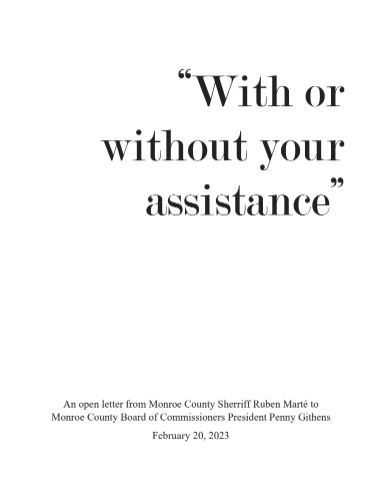 “With or
without your
assistance”
An open letter from Monroe County Sherriff Ruben Marté to
Monroe County Board of Commissioners President Penny Githens
February 20, 2023